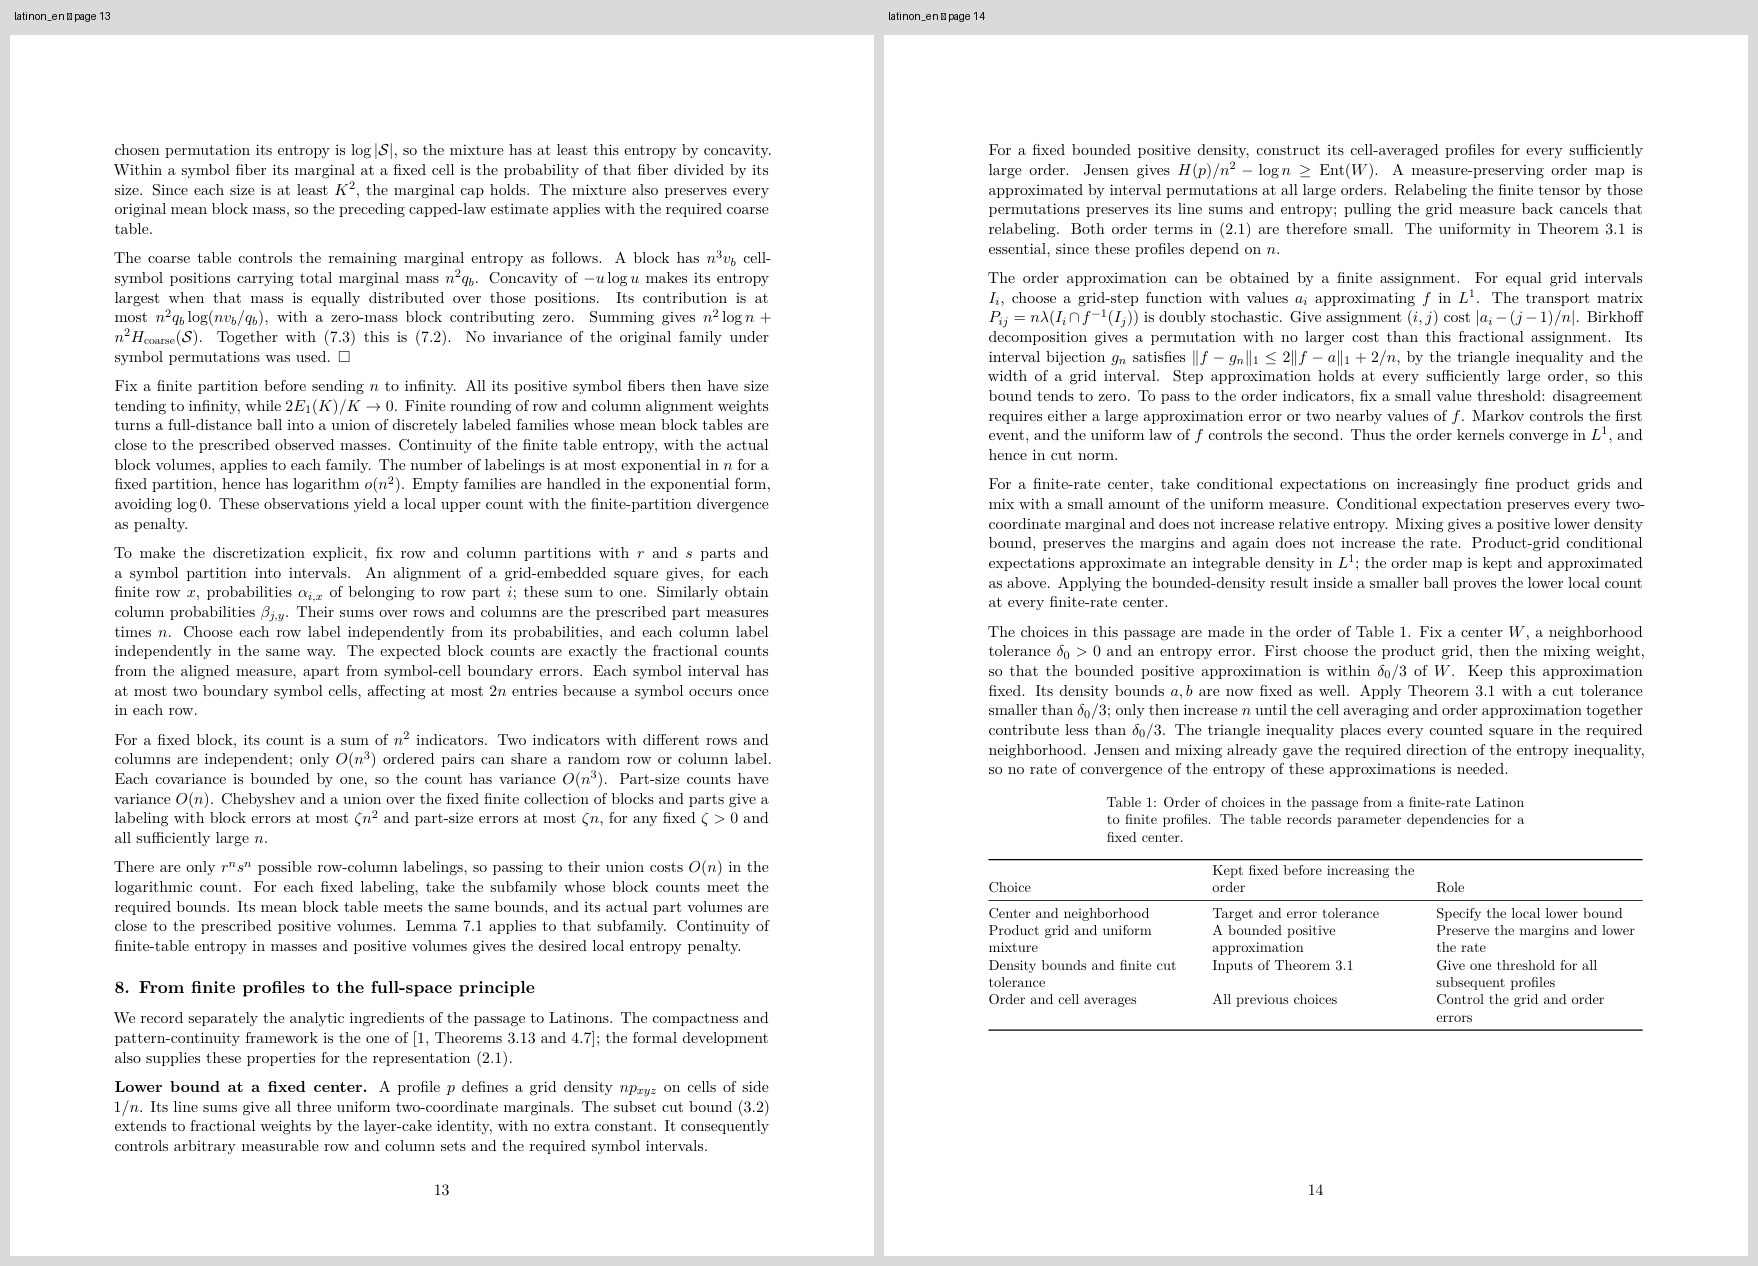 latinon_en page 13
chosen permutation its entropy is log |𝒮|, so the mixture has at least this entropy by concavity.
Within a symbol fiber its marginal at a fixed cell is the probability of that fiber divided by its
size. Since each size is at least K², the marginal cap holds. The mixture also preserves every
original mean block mass, so the preceding capped-law estimate applies with the required coarse
table.
The coarse table controls the remaining marginal entropy as follows. A block has n³v_b cell-
symbol positions carrying total marginal mass n²q_b. Concavity of −u log u makes its entropy
largest when that mass is equally distributed over those positions. Its contribution is at
most n²q_b log(nv_b/q_b), with a zero-mass block contributing zero. Summing gives n² log n +
n²H_coarse(𝒮). Together with (7.3) this is (7.2). No invariance of the original family under
symbol permutations was used. □
Fix a finite partition before sending n to infinity. All its positive symbol fibers then have size
tending to infinity, while 2E₁(K)/K → 0. Finite rounding of row and column alignment weights
turns a full-distance ball into a union of discretely labeled families whose mean block tables are
close to the prescribed observed masses. Continuity of the finite table entropy, with the actual
block volumes, applies to each family. The number of labelings is at most exponential in n for a
fixed partition, hence has logarithm o(n²). Empty families are handled in the exponential form,
avoiding log 0. These observations yield a local upper count with the finite-partition divergence
as penalty.
To make the discretization explicit, fix row and column partitions with r and s parts and
a symbol partition into intervals. An alignment of a grid-embedded square gives, for each
finite row x, probabilities α_{i,x} of belonging to row part i; these sum to one. Similarly obtain
column probabilities β_{j,y}. Their sums over rows and columns are the prescribed part measures
times n. Choose each row label independently from its probabilities, and each column label
independently in the same way. The expected block counts are exactly the fractional counts
from the aligned measure, apart from symbol-cell boundary errors. Each symbol interval has
at most two boundary symbol cells, affecting at most 2n entries because a symbol occurs once
in each row.
For a fixed block, its count is a sum of n² indicators. Two indicators with different rows and
columns are independent; only O(n³) ordered pairs can share a random row or column label.
Each covariance is bounded by one, so the count has variance O(n³). Part-size counts have
variance O(n). Chebyshev and a union over the fixed finite collection of blocks and parts give a
labeling with block errors at most ζn² and part-size errors at most ζn, for any fixed ζ > 0 and
all sufficiently large n.
There are only rⁿsⁿ possible row-column labelings, so passing to their union costs O(n) in the
logarithmic count. For each fixed labeling, take the subfamily whose block counts meet the
required bounds. Its mean block table meets the same bounds, and its actual part volumes are
close to the prescribed positive volumes. Lemma 7.1 applies to that subfamily. Continuity of
finite-table entropy in masses and positive volumes gives the desired local entropy penalty.
8. From finite profiles to the full-space principle
We record separately the analytic ingredients of the passage to Latinons. The compactness and
pattern-continuity framework is the one of [1, Theorems 3.13 and 4.7]; the formal development
also supplies these properties for the representation (2.1).
Lower bound at a fixed center. A profile p defines a grid density np_{xyz} on cells of side
1/n. Its line sums give all three uniform two-coordinate marginals. The subset cut bound (3.2)
extends to fractional weights by the layer-cake identity, with no extra constant. It consequently
controls arbitrary measurable row and column sets and the required symbol intervals.
13
latinon_en page 14
For a fixed bounded positive density, construct its cell-averaged profiles for every sufficiently
large order. Jensen gives H(p)/n² − log n ≥ Ent(W). A measure-preserving order map is
approximated by interval permutations at all large orders. Relabeling the finite tensor by those
permutations preserves its line sums and entropy; pulling the grid measure back cancels that
relabeling. Both order terms in (2.1) are therefore small. The uniformity in Theorem 3.1 is
essential, since these profiles depend on n.
The order approximation can be obtained by a finite assignment. For equal grid intervals
I_i, choose a grid-step function with values a_i approximating f in L¹. The transport matrix
P_{ij} = nλ(I_i ∩ f⁻¹(I_j)) is doubly stochastic. Give assignment (i, j) cost |a_i − (j − 1)/n|. Birkhoff
decomposition gives a permutation with no larger cost than this fractional assignment. Its
interval bijection g_n satisfies ‖f − g_n‖₁ ≤ 2‖f − a‖₁ + 2/n, by the triangle inequality and the
width of a grid interval. Step approximation holds at every sufficiently large order, so this
bound tends to zero. To pass to the order indicators, fix a small value threshold: disagreement
requires either a large approximation error or two nearby values of f. Markov controls the first
event, and the uniform law of f controls the second. Thus the order kernels converge in L¹, and
hence in cut norm.
For a finite-rate center, take conditional expectations on increasingly fine product grids and
mix with a small amount of the uniform measure. Conditional expectation preserves every two-
coordinate marginal and does not increase relative entropy. Mixing gives a positive lower density
bound, preserves the margins and again does not increase the rate. Product-grid conditional
expectations approximate an integrable density in L¹; the order map is kept and approximated
as above. Applying the bounded-density result inside a smaller ball proves the lower local count
at every finite-rate center.
The choices in this passage are made in the order of Table 1. Fix a center W, a neighborhood
tolerance δ₀ > 0 and an entropy error. First choose the product grid, then the mixing weight,
so that the bounded positive approximation is within δ₀/3 of W. Keep this approximation
fixed. Its density bounds a, b are now fixed as well. Apply Theorem 3.1 with a cut tolerance
smaller than δ₀/3; only then increase n until the cell averaging and order approximation together
contribute less than δ₀/3. The triangle inequality places every counted square in the required
neighborhood. Jensen and mixing already gave the required direction of the entropy inequality,
so no rate of convergence of the entropy of these approximations is needed.
Table 1: Order of choices in the passage from a finite-rate Latinon
to finite profiles. The table records parameter dependencies for a
fixed center.
Kept fixed before increasing the
Choice order Role
Center and neighborhood Target and error tolerance Specify the local lower bound
Product grid and uniform A bounded positive Preserve the margins and lower
mixture approximation the rate
Density bounds and finite cut Inputs of Theorem 3.1 Give one threshold for all
tolerance subsequent profiles
Order and cell averages All previous choices Control the grid and order
errors
14